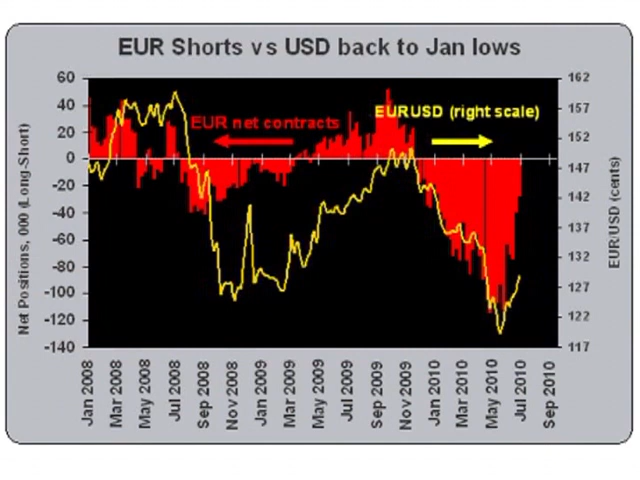 EUR Shorts vs USD back to Jan lows
60
40
20
0
-20
-40
-60
-80
-100
-120
-140
Net Positions, 000 (Long-Short)
EUR net contracts
EURUSD (right scale)
162
157
152
147
142
137
132
127
122
117
EUR/USD (cents)
Jan 2008
Mar 2008
May 2008
Jul 2008
Sep 2008
Nov 2008
Jan 2009
Mar 2009
May 2009
Jul 2009
Sep 2009
Nov 2009
Jan 2010
Mar 2010
May 2010
Jul 2010
Sep 2010